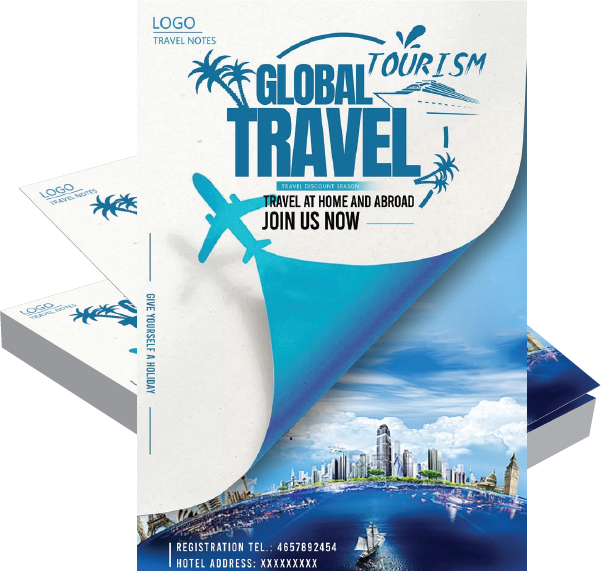 LOGO
TRAVEL NOTES
TOURISM
GLOBAL
TRAVEL
TRAVEL DISCOUNT SEASON
TRAVEL AT HOME AND ABROAD
JOIN US NOW
LOGO
TRAVEL NOTES
LOGO
TRAVEL NOTES
GIVE YOURSELF A HOLIDAY
REGISTRATION TEL.: 4657892454
HOTEL ADDRESS: XXXXXXXXX